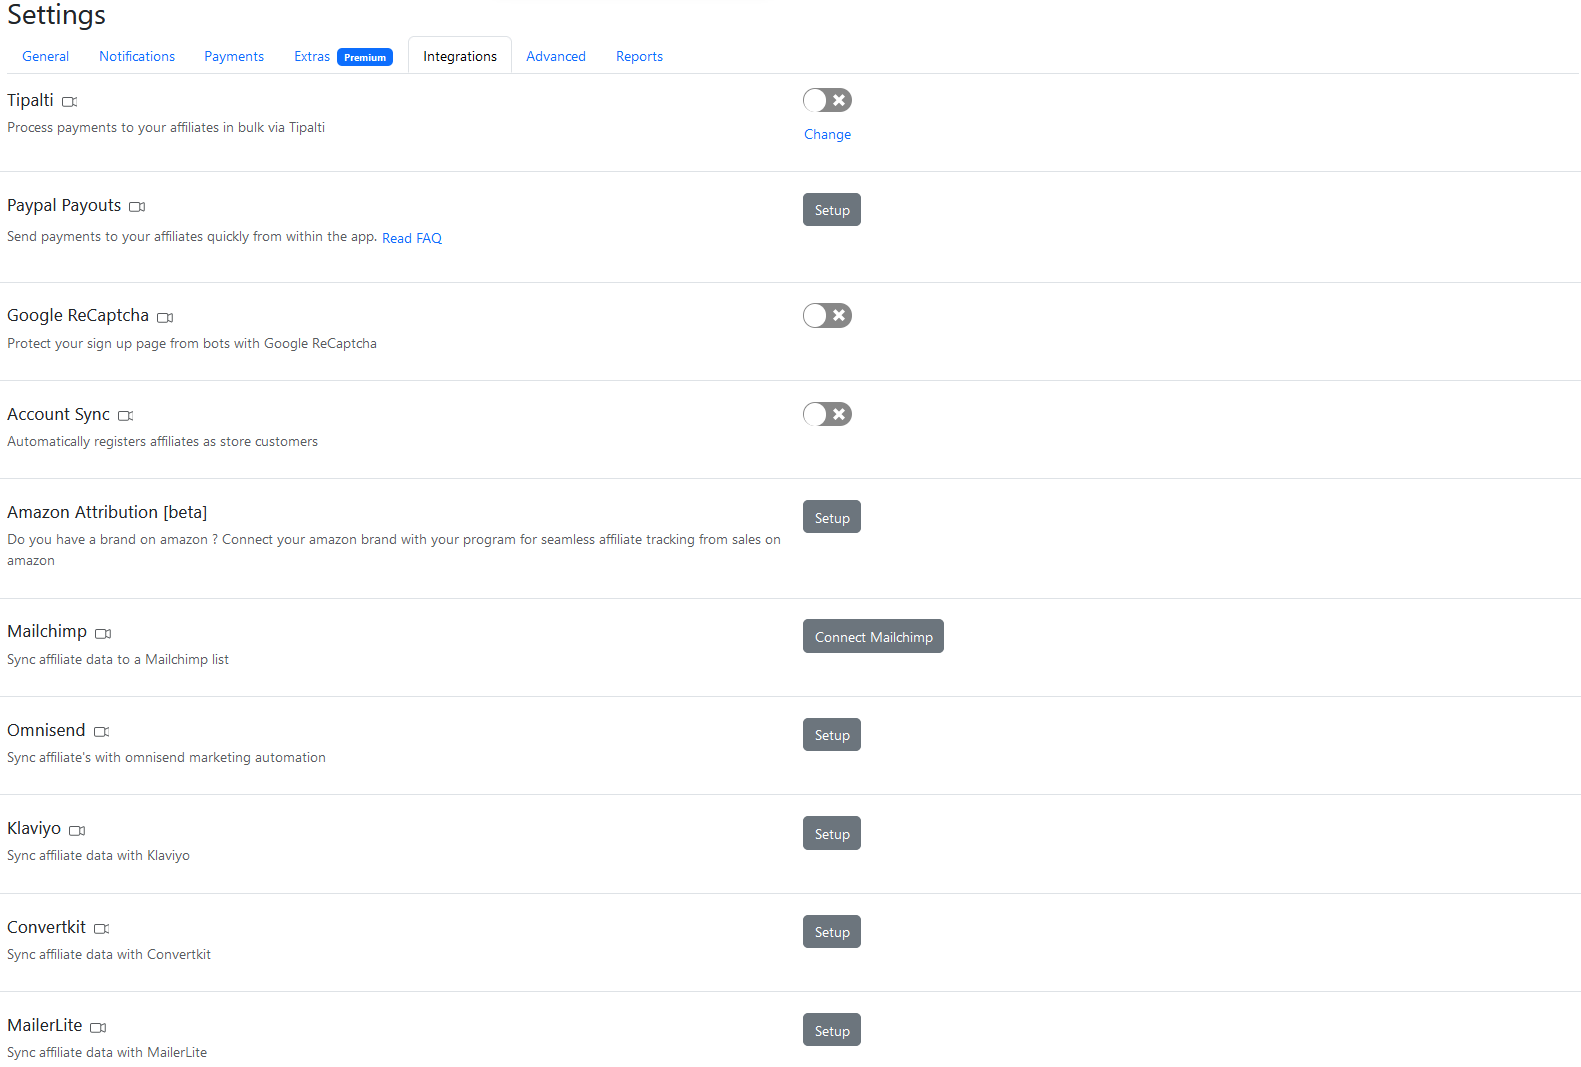 Settings
General Notifications Payments Extras Premium Integrations Advanced Reports
Tipalti
Process payments to your affiliates in bulk via Tipalti
Change
Paypal Payouts
Setup
Send payments to your affiliates quickly from within the app. Read FAQ
Google ReCaptcha
Protect your sign up page from bots with Google ReCaptcha
Account Sync
Automatically registers affiliates as store customers
Amazon Attribution [beta]
Setup
Do you have a brand on amazon ? Connect your amazon brand with your program for seamless affiliate tracking from sales on
amazon
Mailchimp
Connect Mailchimp
Sync affiliate data to a Mailchimp list
Omnisend
Setup
Sync affiliate's with omnisend marketing automation
Klaviyo
Setup
Sync affiliate data with Klaviyo
Convertkit
Setup
Sync affiliate data with Convertkit
MailerLite
Setup
Sync affiliate data with MailerLite